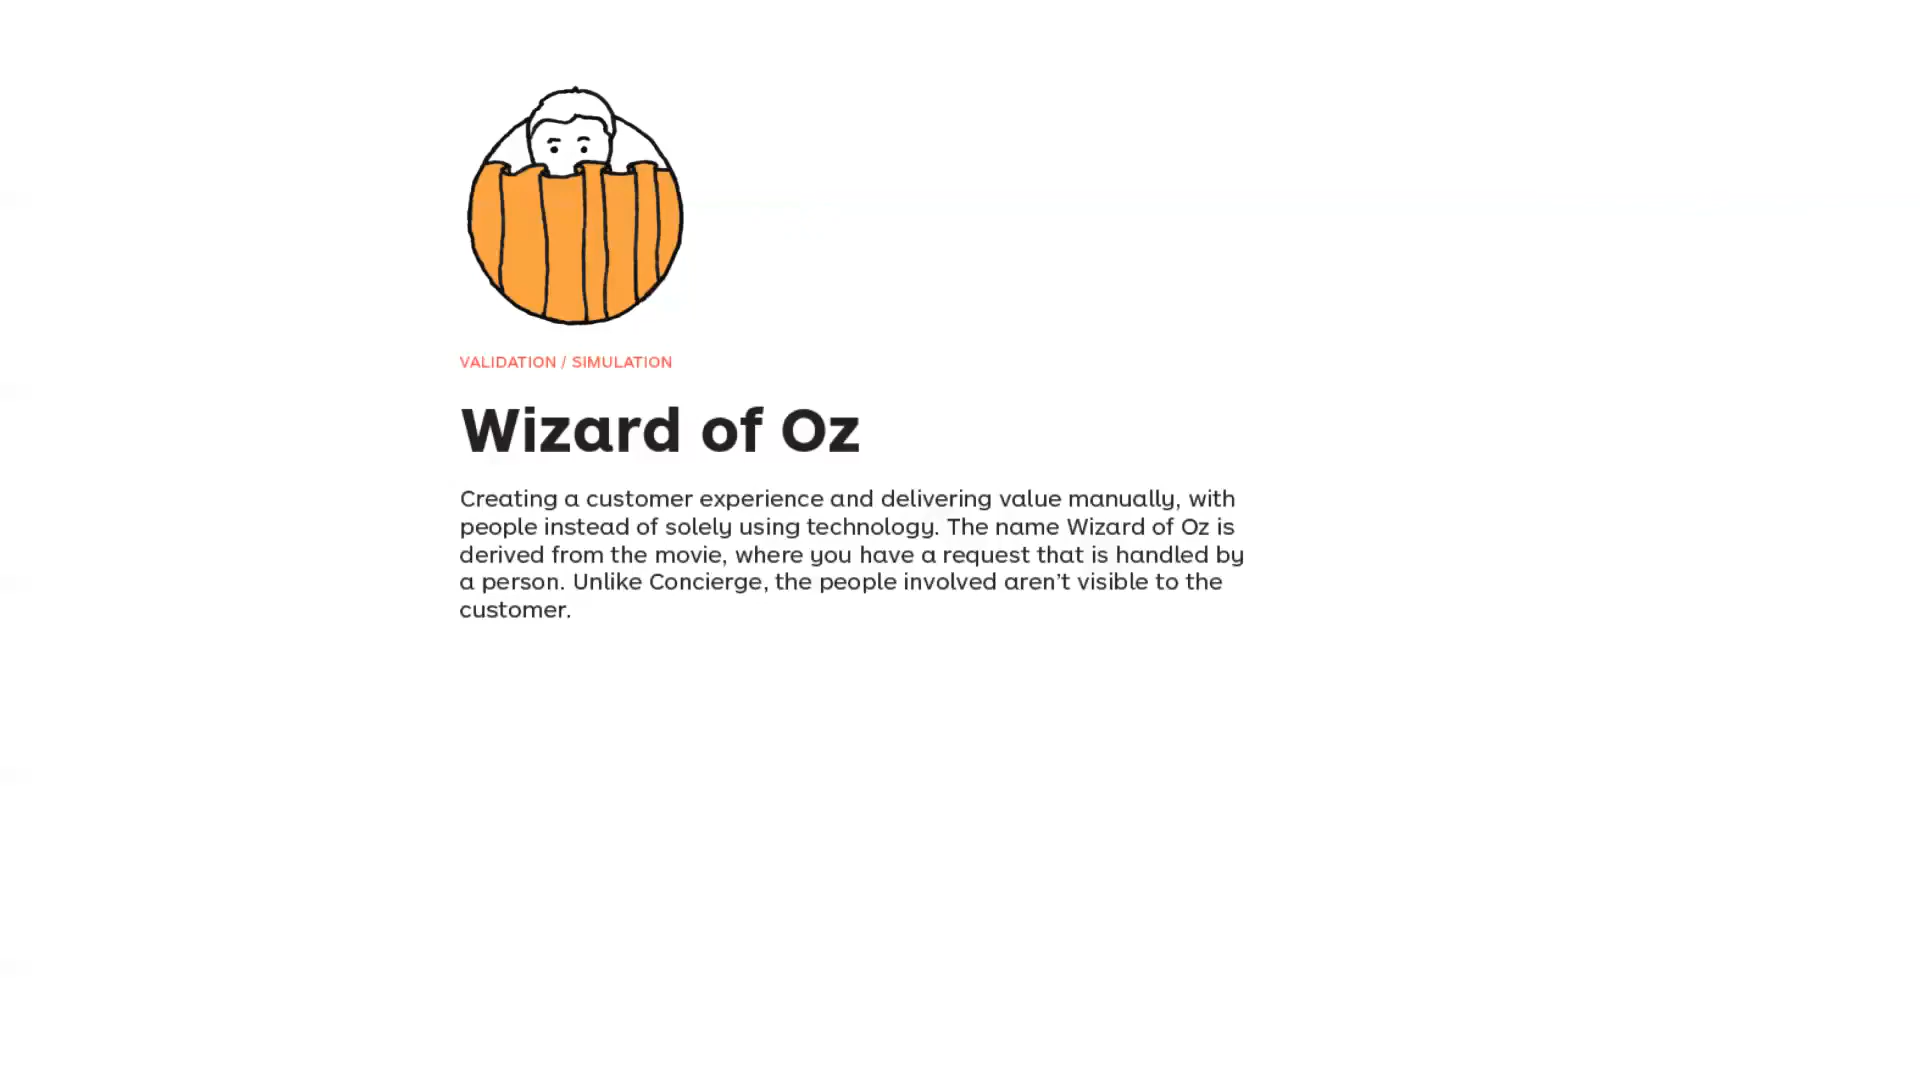 VALIDATION / SIMULATION
Wizard of Oz
Creating a customer experience and delivering value manually, with
people instead of solely using technology. The name Wizard of Oz is
derived from the movie, where you have a request that is handled by
a person. Unlike Concierge, the people involved aren’t visible to the
customer.